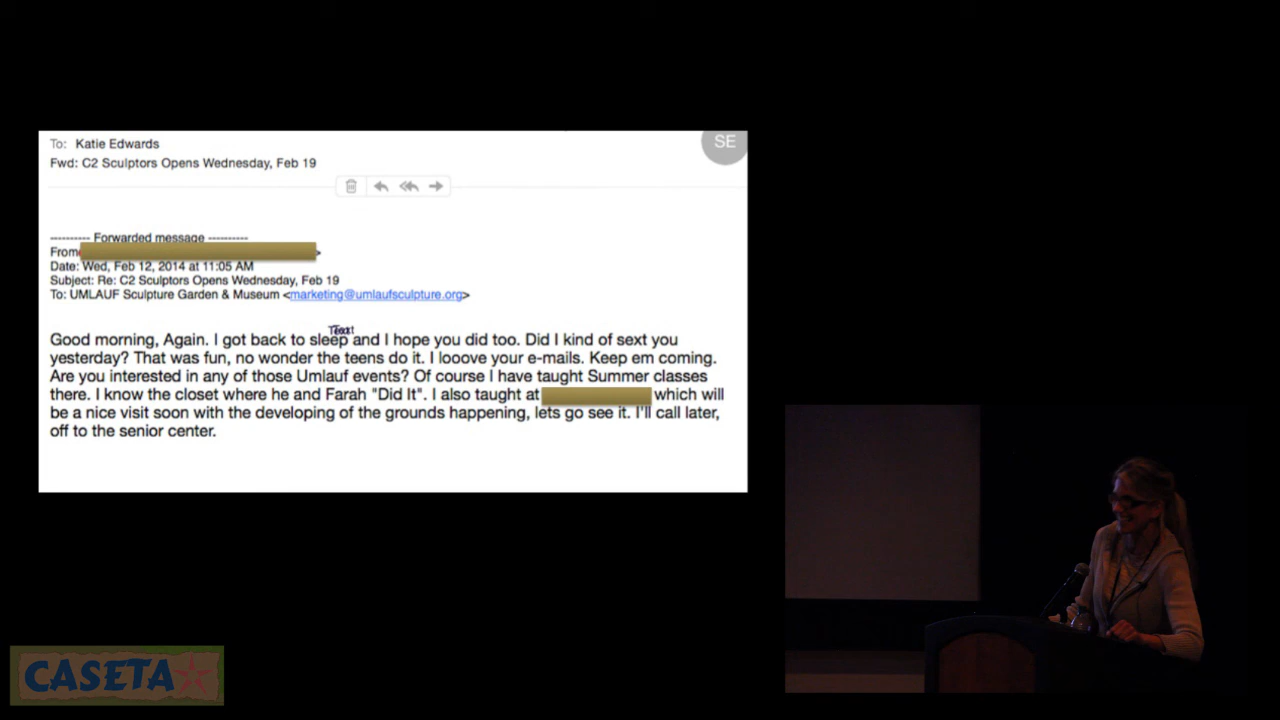 To: Katie Edwards
SE
Fwd: C2 Sculptors Opens Wednesday, Feb 19
---------- Forwarded message ----------
From >
Date: Wed, Feb 12, 2014 at 11:05 AM
Subject: Re: C2 Sculptors Opens Wednesday, Feb 19
To: UMLAUF Sculpture Garden & Museum <marketing@umlaufsculpture.org>
Good morning, Again. I got back to sleep and I hope you did too. Did I kind of sext you
yesterday? That was fun, no wonder the teens do it. I looove your e-mails. Keep em coming.
Are you interested in any of those Umlauf events? Of course I have taught Summer classes
there. I know the closet where he and Farah "Did It". I also taught at which will
be a nice visit soon with the developing of the grounds happening, lets go see it. I'll call later,
off to the senior center.
CASETA